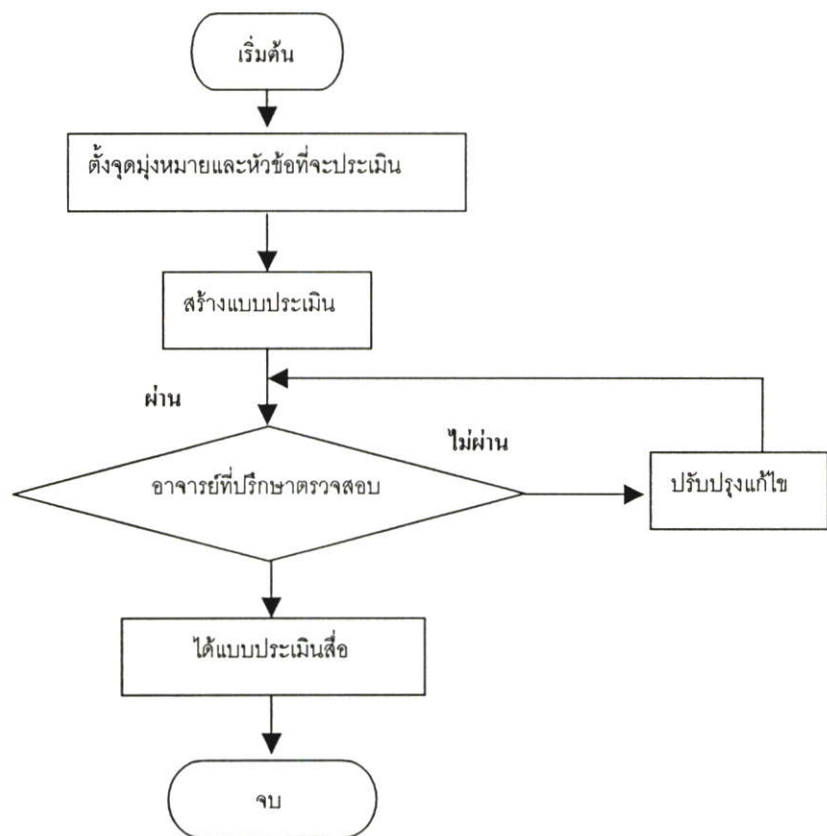 เริ่มต้น
ตั้งจุดมุ่งหมายและหัวข้อที่จะประเมิน
สร้างแบบประเมิน
ผ่าน
ไม่ผ่าน
อาจารย์ที่ปรึกษาตรวจสอบ
ปรับปรุงแก้ไข
ได้แบบประเมินสื่อ
จบ